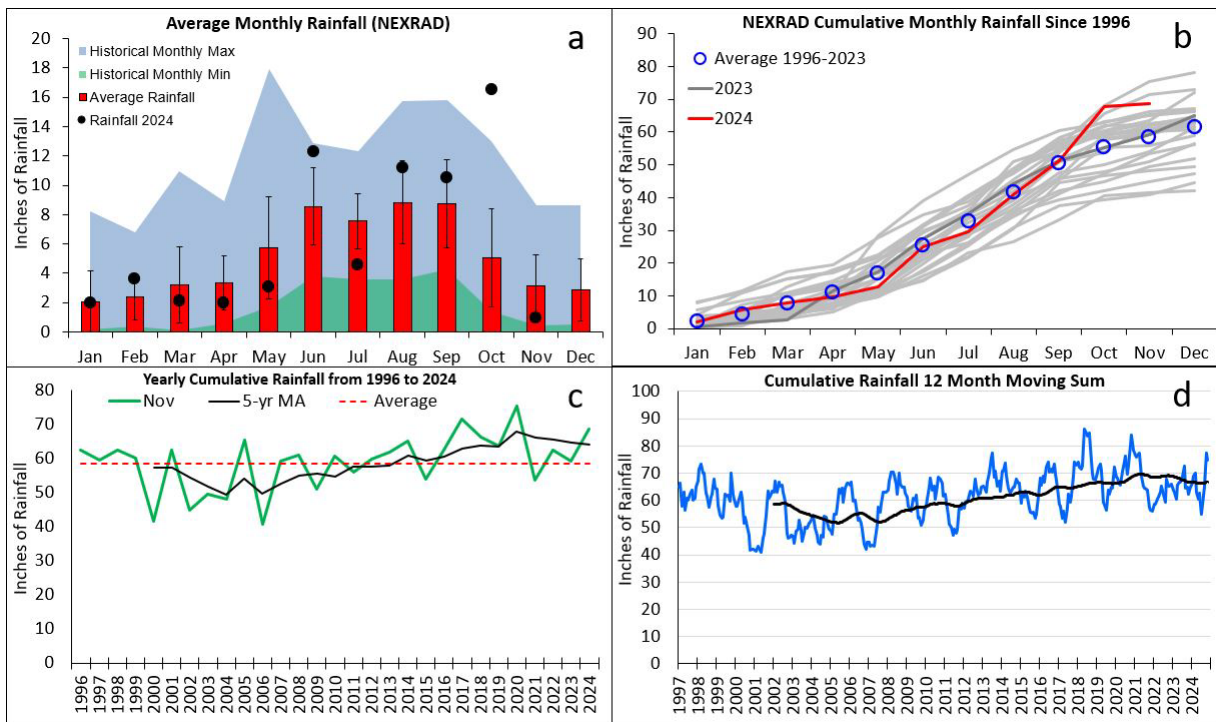 Average Monthly Rainfall (NEXRAD)
a
20
18
16
14
12
10
8
6
4
2
0
Inches of Rainfall
Historical Monthly Max
Historical Monthly Min
Average Rainfall
Rainfall 2024
Jan Feb Mar Apr May Jun Jul Aug Sep Oct Nov Dec
NEXRAD Cumulative Monthly Rainfall Since 1996
b
90
80
70
60
50
40
30
20
10
0
Inches of Rainfall
Average 1996-2023
2023
2024
Jan Feb Mar Apr May Jun Jul Aug Sep Oct Nov Dec
Yearly Cumulative Rainfall from 1996 to 2024
c
Nov 5-yr MA Average
80
70
60
50
40
30
20
10
0
Inches of Rainfall
1996 1997 1998 1999 2000 2001 2002 2003 2004 2005 2006 2007 2008 2009 2010 2011 2012 2013 2014 2015 2016 2017 2018 2019 2020 2021 2022 2023 2024
Cumulative Rainfall 12 Month Moving Sum
d
100
90
80
70
60
50
40
30
20
10
0
Inches of Rainfall
1997 1998 1999 2000 2001 2002 2003 2004 2005 2006 2007 2008 2009 2010 2011 2012 2013 2014 2015 2016 2017 2018 2019 2020 2021 2022 2023 2024